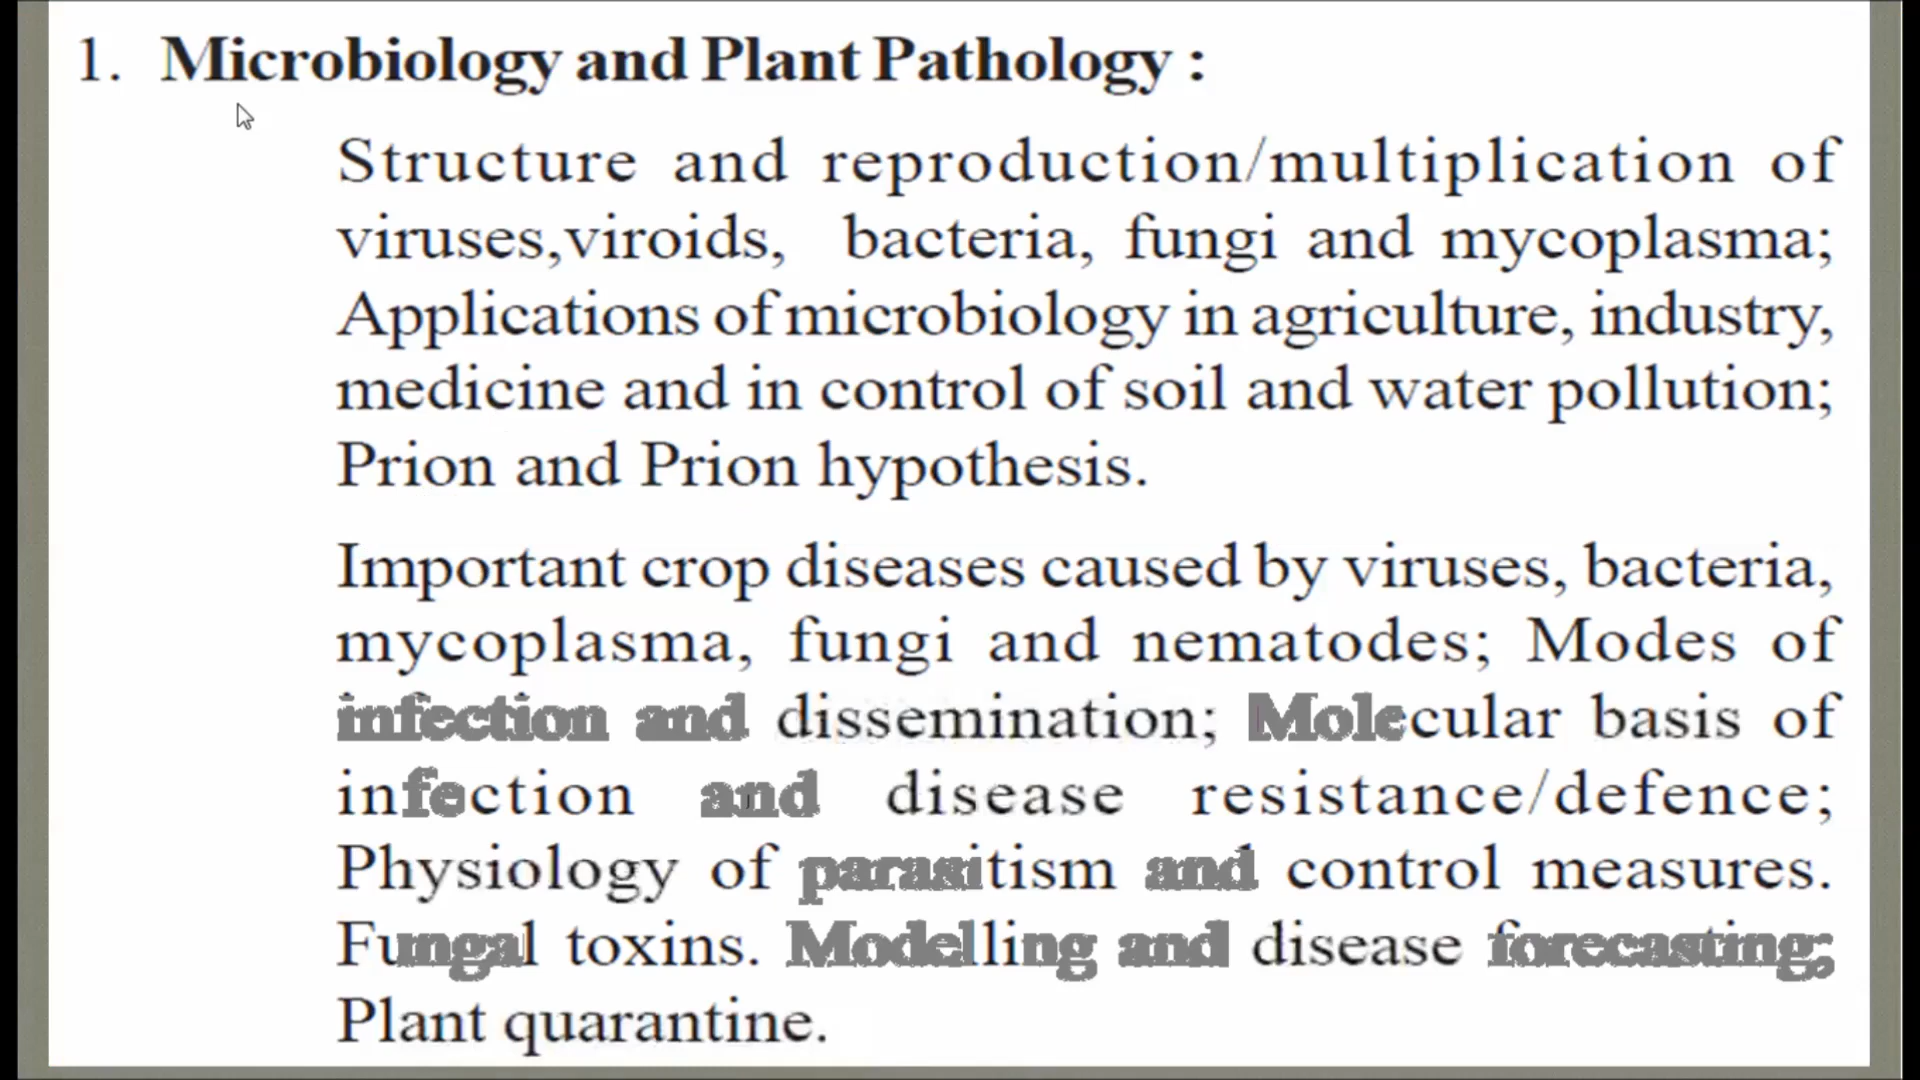 1. Microbiology and Plant Pathology :
Structure and reproduction/multiplication of
viruses,viroids, bacteria, fungi and mycoplasma;
Applications of microbiology in agriculture, industry,
medicine and in control of soil and water pollution;
Prion and Prion hypothesis.
Important crop diseases caused by viruses, bacteria,
mycoplasma, fungi and nematodes; Modes of
infection and dissemination; Molecular basis of
infection and disease resistance/defence;
Physiology of parasitism and control measures.
Fungal toxins. Modelling and disease forecasting;
Plant quarantine.